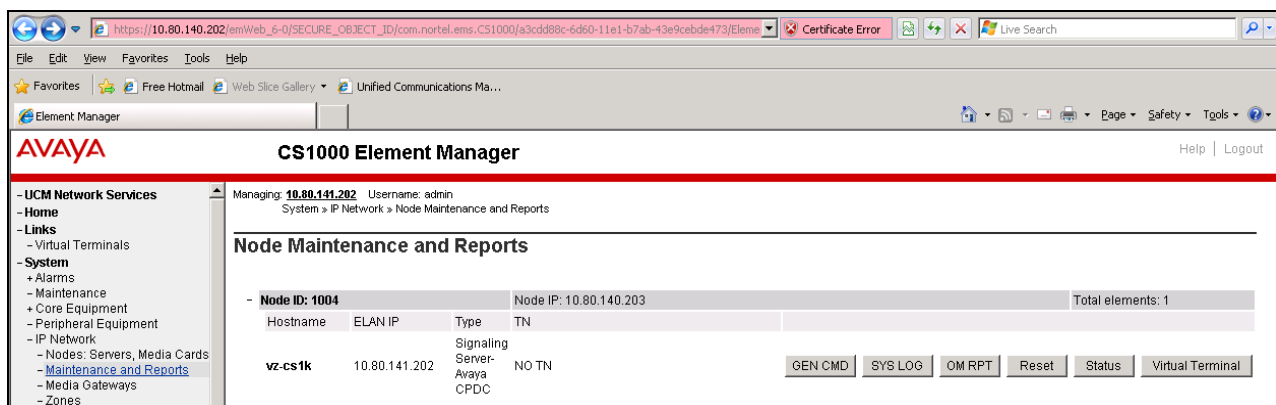 https://10.80.140.202/emWeb_6-0/SECURE_OBJECT_ID/com.nortel.ems.CS1000/a3cdd88c-6d60-11e1-b7ab-43e9cebde473/Eleme Certificate Error Live Search
File Edit View Favorites Tools Help
Favorites Free Hotmail Web Slice Gallery Unified Communications Ma...
Element Manager Page Safety Tools
AVAYA CS1000 Element Manager Help | Logout
- UCM Network Services
- Home
- Links
- Virtual Terminals
- System
+ Alarms
- Maintenance
+ Core Equipment
- Peripheral Equipment
- IP Network
- Nodes: Servers, Media Cards
- Maintenance and Reports
- Media Gateways
- Zones
Managing: 10.80.141.202 Username: admin
System » IP Network » Node Maintenance and Reports
Node Maintenance and Reports
- Node ID: 1004 Node IP: 10.80.140.203 Total elements: 1
Hostname ELAN IP Type TN
vz-cs1k 10.80.141.202 Signaling Server- Avaya CPDC NO TN GEN CMD SYS LOG OM RPT Reset Status Virtual Terminal